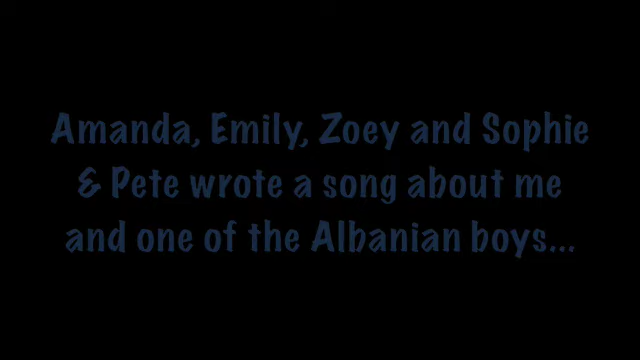 Amanda, Emily, Zoey and Sophie
& Pete wrote a song about me
and one of the Albanian boys...